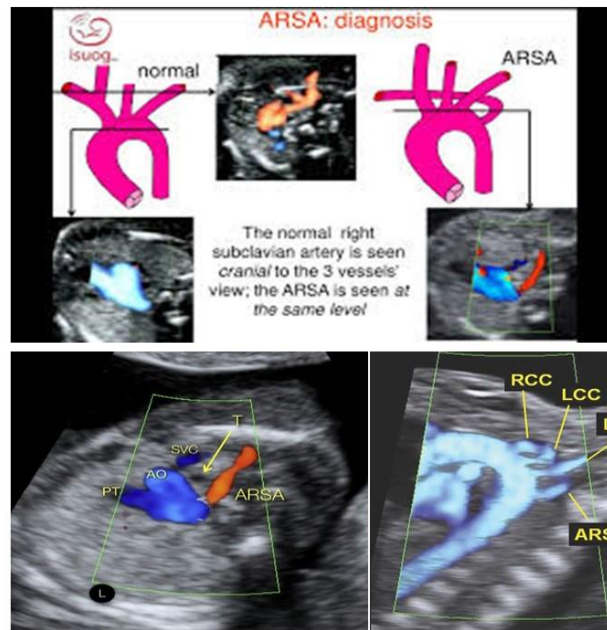 ARSA: diagnosis
isuog
normal
ARSA
The normal right
subclavian artery is seen
cranial to the 3 vessels'
view; the ARSA is seen at
the same level
T
SVC
AO
PT
ARSA
L
RCC
LCC